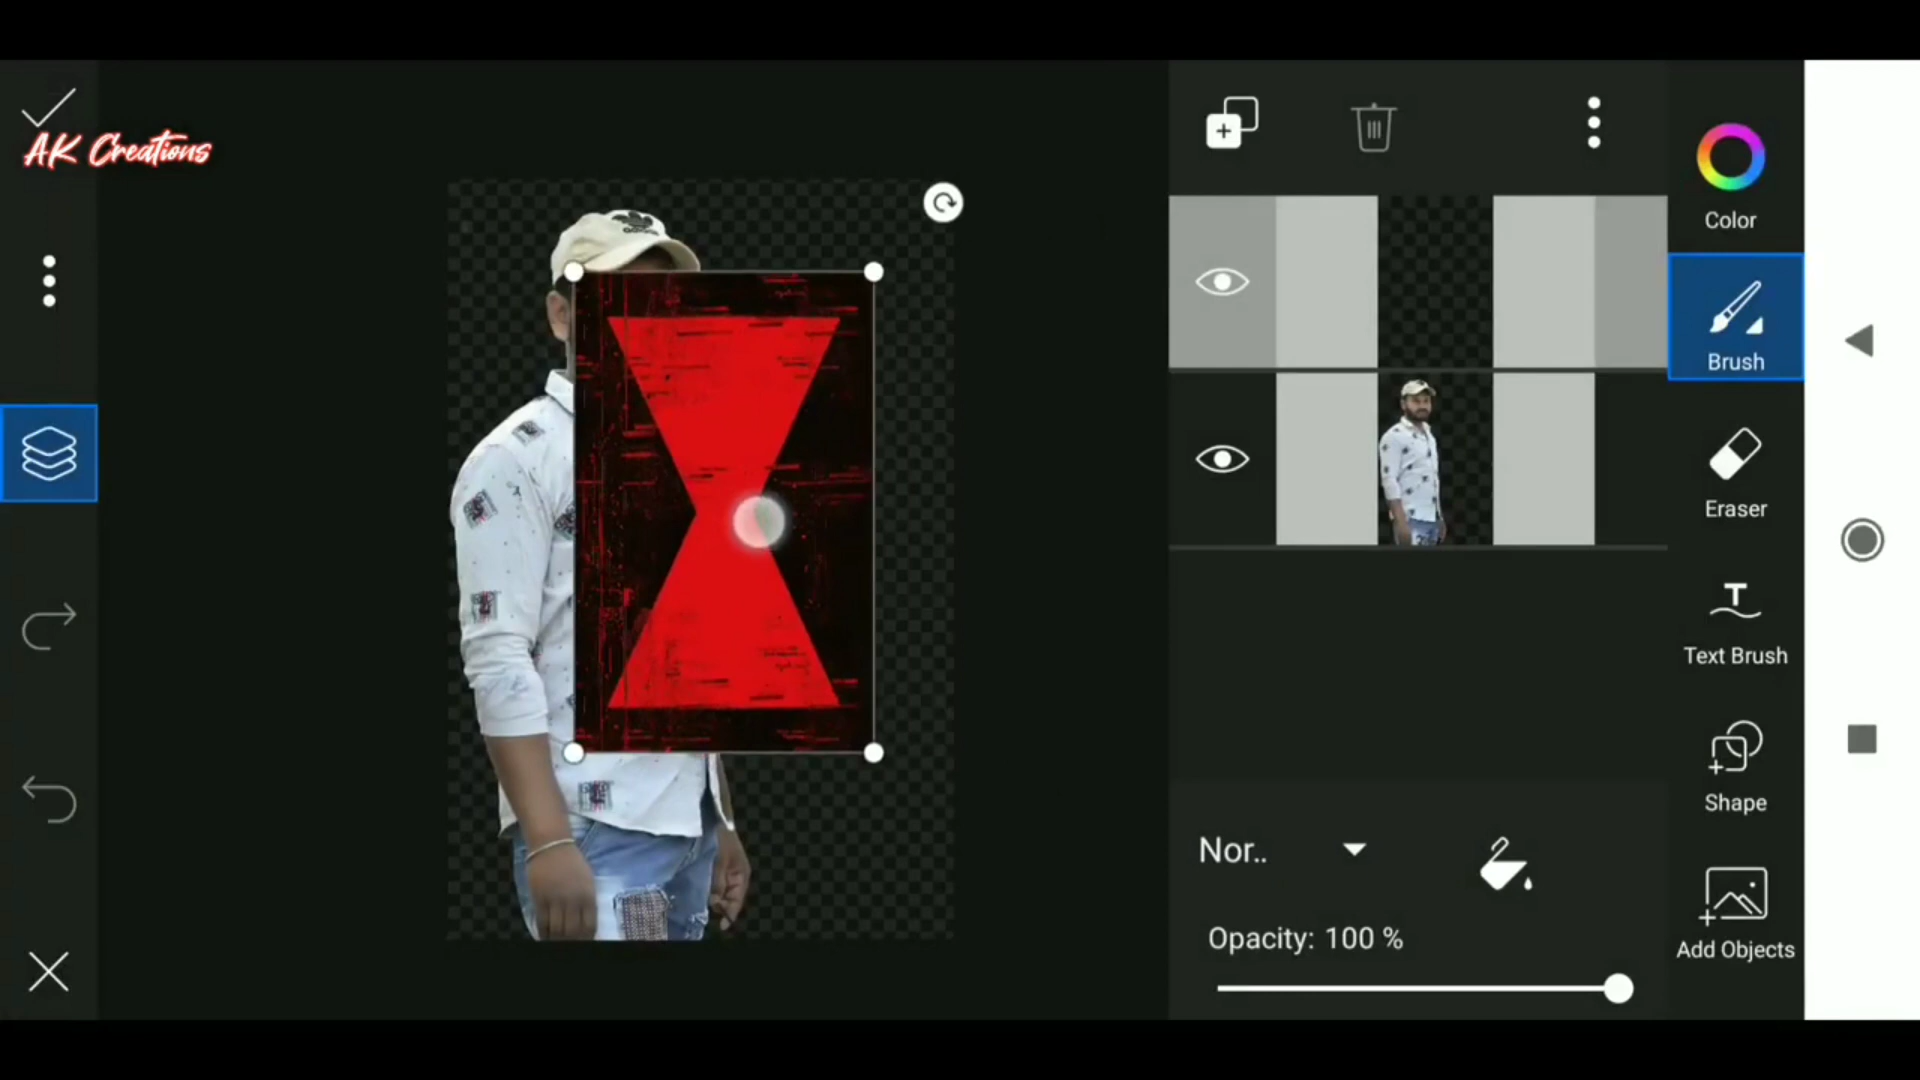 AK Creations
Color
Brush
Eraser
T
Text Brush
Shape
Nor..
Opacity: 100 %
Add Objects